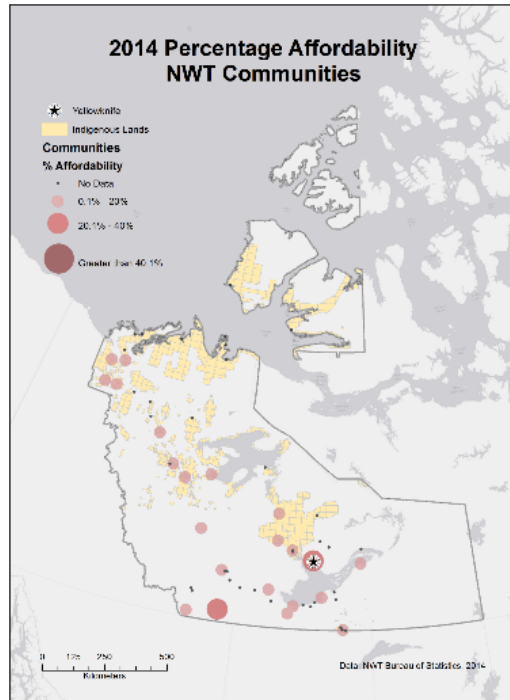 2014 Percentage Affordability
NWT Communities
Yellowknife
Indigenous Lands
Communities
% Affordability
No Data
0.1% - 20%
20.1% - 40%
Greater than 40.1%
0 125 250 500
Kilometers
Data: NWT Bureau of Statistics, 2014